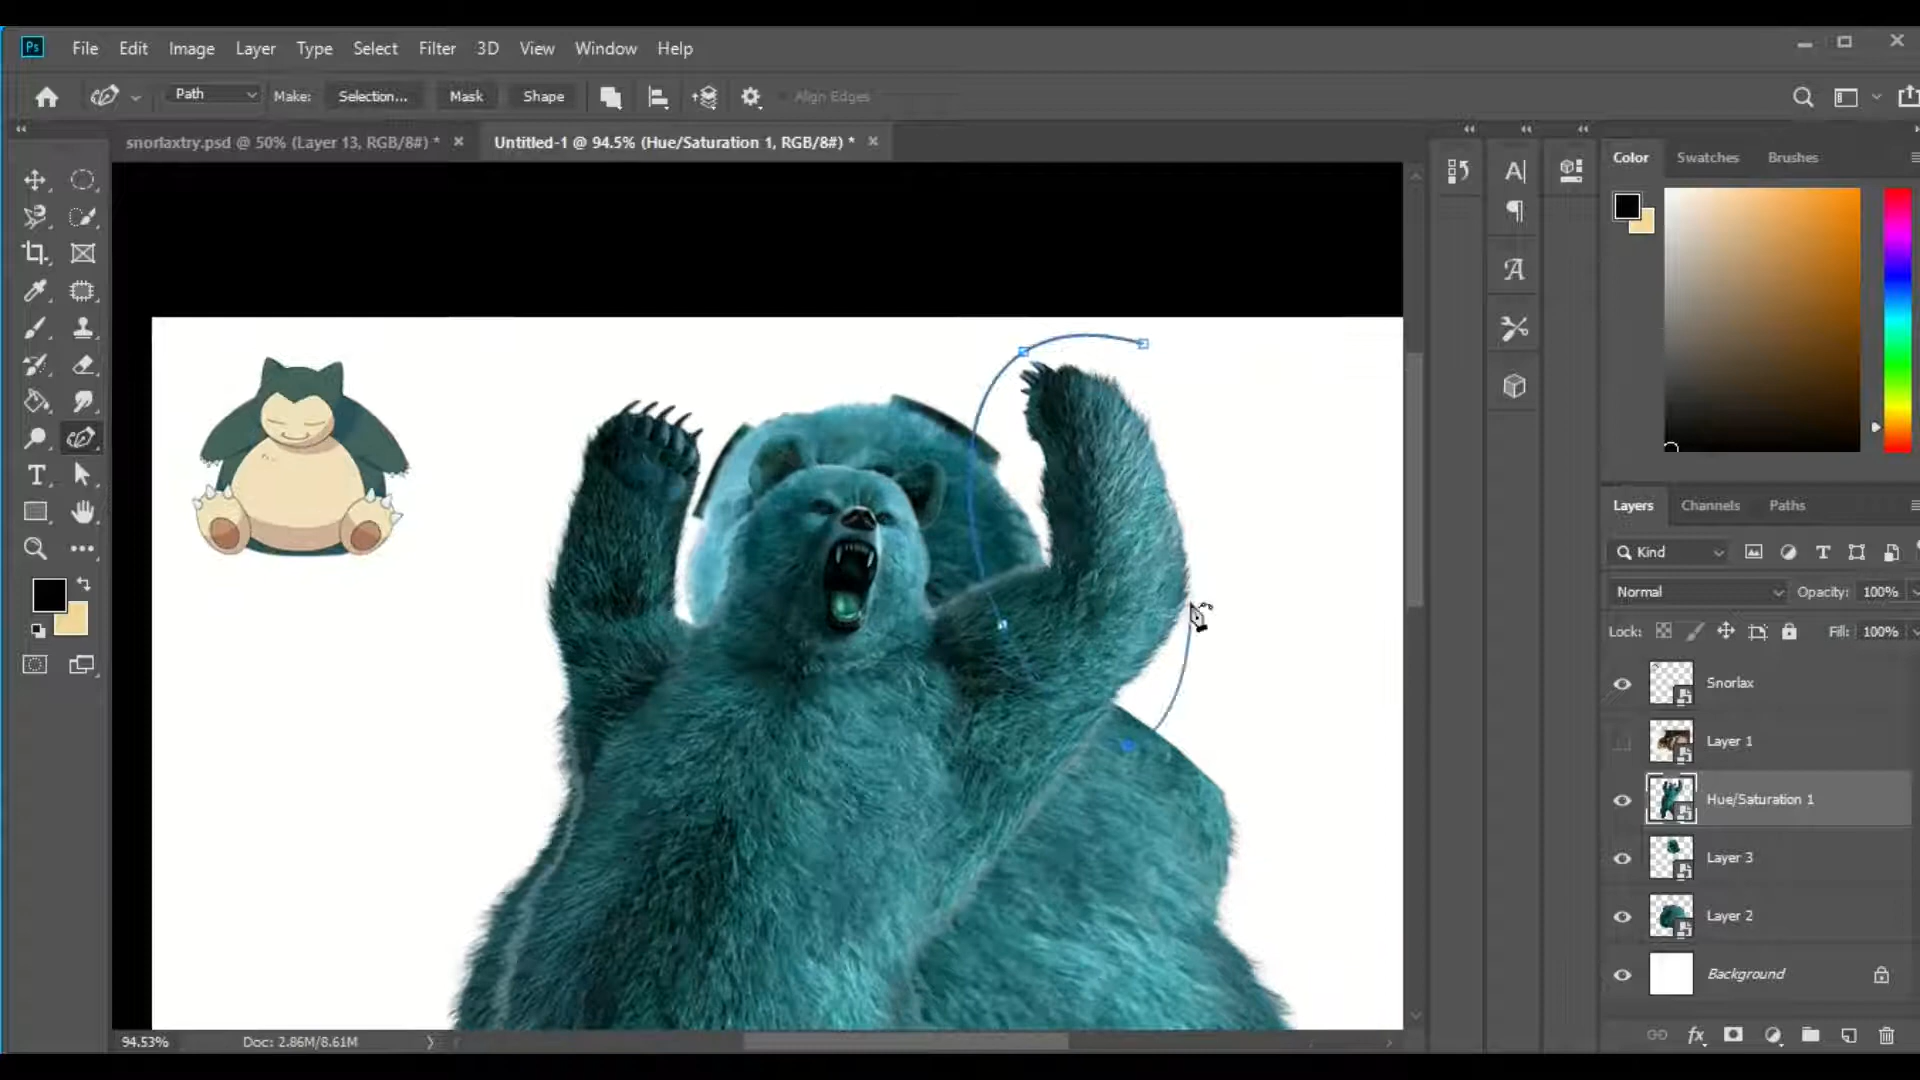 Ps File Edit Image Layer Type Select Filter 3D View Window Help
Path Make: Selection... Mask Shape Align Edges
snorlaxtry.psd @ 50% (Layer 13, RGB/8#) * Untitled-1 @ 94.5% (Hue/Saturation 1, RGB/8#) *
Color Swatches Brushes
Layers Channels Paths
Kind
Normal Opacity: 100%
Lock: Fill: 100%
Snorlax
Layer 1
Hue/Saturation 1
Layer 3
Layer 2
Background
94.53% Doc: 2.86M/8.61M